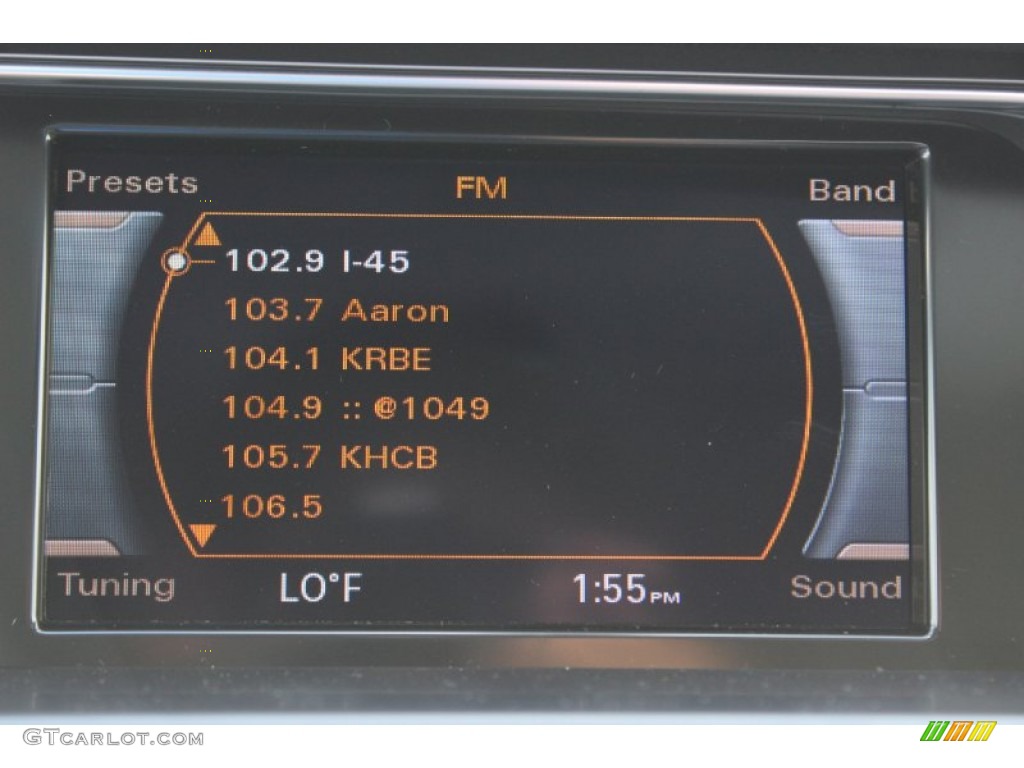 Presets FM Band
102.9 I-45
103.7 Aaron
104.1 KRBE
104.9 :: @1049
105.7 KHCB
106.5
Tuning LO°F 1:55PM Sound
GTCARLOT.COM